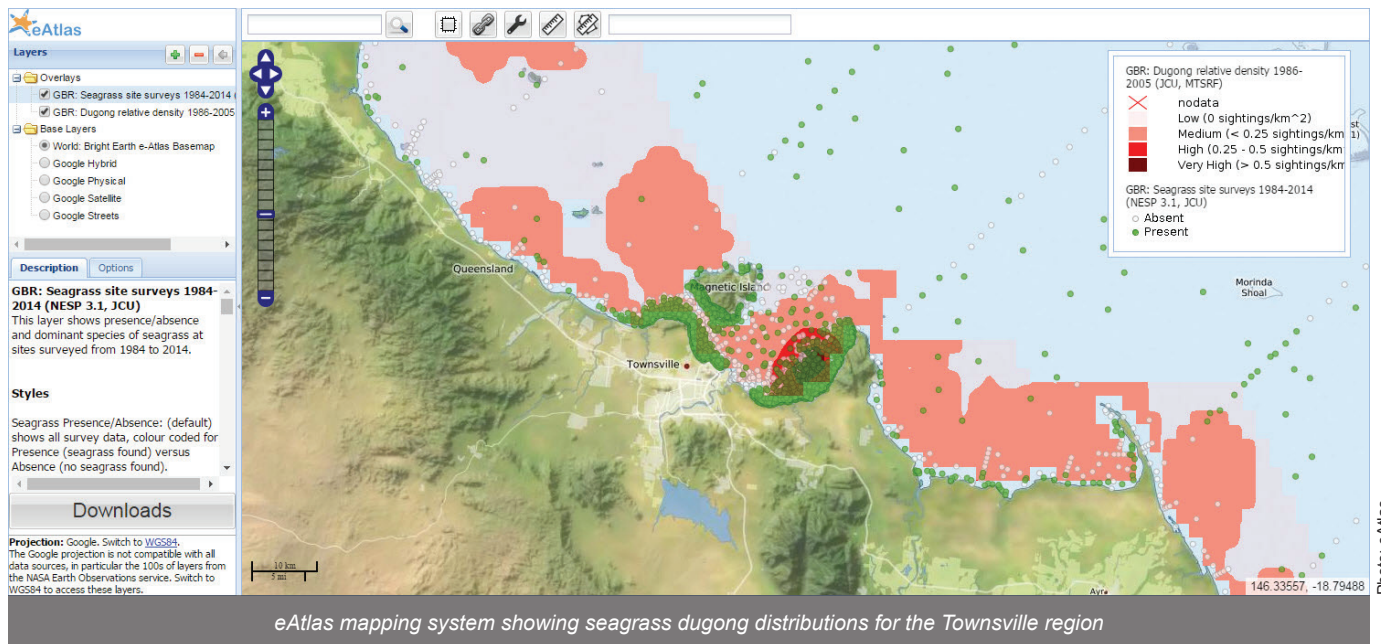 eAtlas
Layers
Overlays
GBR: Seagrass site surveys 1984-2014 (
GBR: Dugong relative density 1986-2005
Base Layers
World: Bright Earth e-Atlas Basemap
Google Hybrid
Google Physical
Google Satellite
Google Streets
Description
Options
GBR: Seagrass site surveys 1984-
2014 (NESP 3.1, JCU)
This layer shows presence/absence
and dominant species of seagrass at
sites surveyed from 1984 to 2014.
Styles
Seagrass Presence/Absence: (default)
shows all survey data, colour coded for
Presence (seagrass found) versus
Absence (no seagrass found).
Downloads
Projection: Google. Switch to WGS84.
The Google projection is not compatible with all
data sources, in particular the 100s of layers from
the NASA Earth Observations service. Switch to
WGS84 to access these layers.
Queensland
Magnetic Island
Townsville
Morinda
Shoal
Ayr
10 km
5 mi
GBR: Dugong relative density 1986-
2005 (JCU, MTSRF)
nodata
Low (0 sightings/km^2)
Medium (< 0.25 sightings/km
High (0.25 - 0.5 sightings/km
Very High (> 0.5 sightings/km
GBR: Seagrass site surveys 1984-2014
(NESP 3.1, JCU)
Absent
Present
146.33557, -18.79488
Photo: eAtlas
eAtlas mapping system showing seagrass dugong distributions for the Townsville region